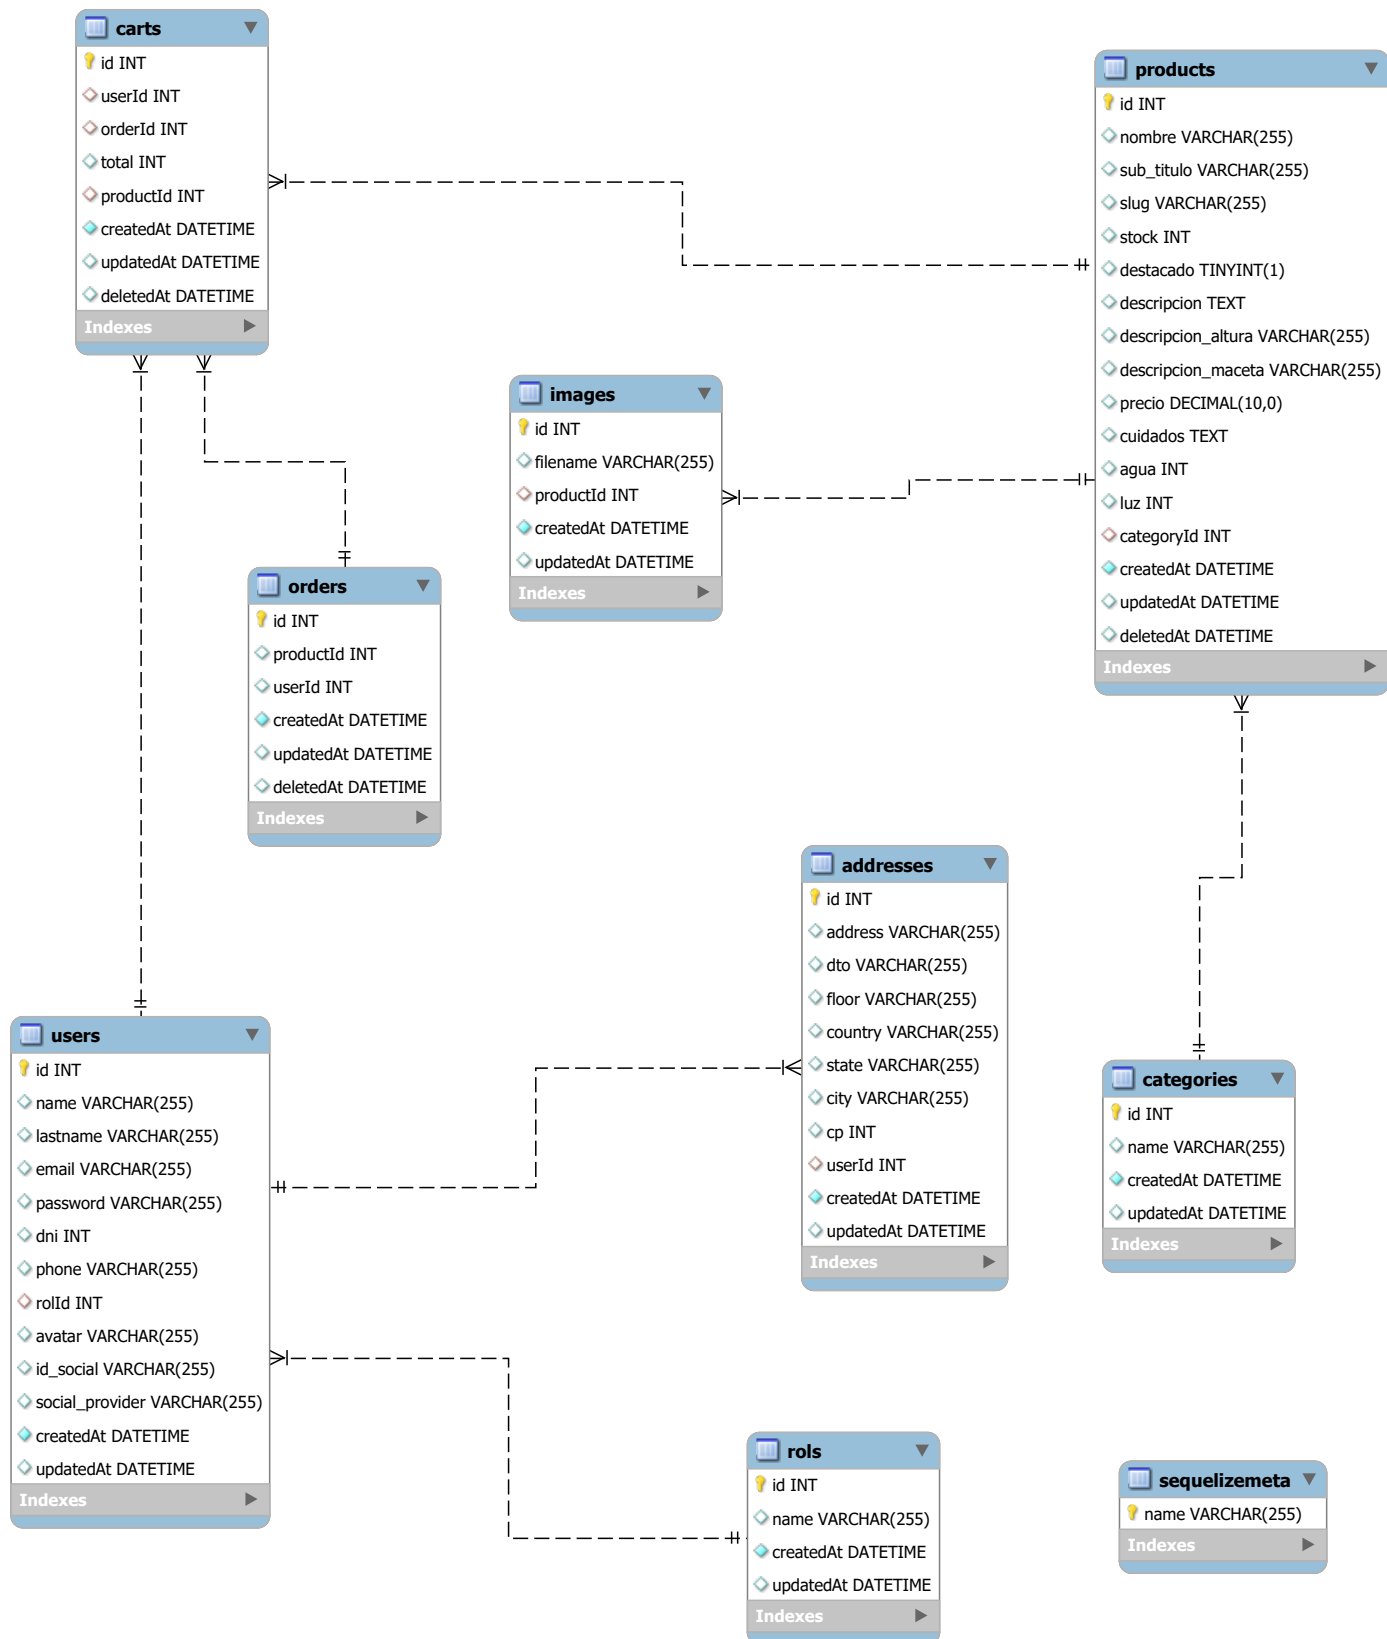 carts
id INT
userId INT
orderId INT
total INT
productId INT
createdAt DATETIME
updatedAt DATETIME
deletedAt DATETIME
Indexes
products
id INT
nombre VARCHAR(255)
sub_titulo VARCHAR(255)
slug VARCHAR(255)
stock INT
destacado TINYINT(1)
descripcion TEXT
descripcion_altura VARCHAR(255)
descripcion_maceta VARCHAR(255)
precio DECIMAL(10,0)
cuidados TEXT
agua INT
luz INT
categoryId INT
createdAt DATETIME
updatedAt DATETIME
deletedAt DATETIME
Indexes
images
id INT
filename VARCHAR(255)
productId INT
createdAt DATETIME
updatedAt DATETIME
Indexes
orders
id INT
productId INT
userId INT
createdAt DATETIME
updatedAt DATETIME
deletedAt DATETIME
Indexes
addresses
id INT
address VARCHAR(255)
dto VARCHAR(255)
floor VARCHAR(255)
country VARCHAR(255)
state VARCHAR(255)
city VARCHAR(255)
cp INT
userId INT
createdAt DATETIME
updatedAt DATETIME
Indexes
users
id INT
name VARCHAR(255)
lastname VARCHAR(255)
email VARCHAR(255)
password VARCHAR(255)
dni INT
phone VARCHAR(255)
rolId INT
avatar VARCHAR(255)
id_social VARCHAR(255)
social_provider VARCHAR(255)
createdAt DATETIME
updatedAt DATETIME
Indexes
categories
id INT
name VARCHAR(255)
createdAt DATETIME
updatedAt DATETIME
Indexes
rols
id INT
name VARCHAR(255)
createdAt DATETIME
updatedAt DATETIME
Indexes
sequelizemeta
name VARCHAR(255)
Indexes